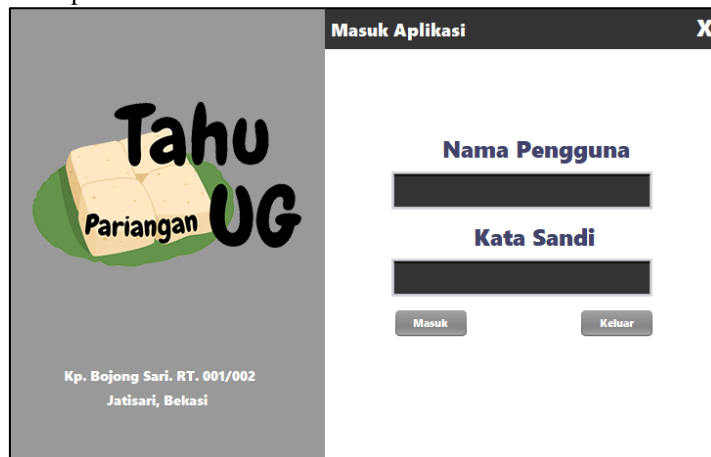 Tahu
Pariangan UG
Kp. Bojong Sari. RT. 001/002
Jatisari, Bekasi
Masuk Aplikasi X
Nama Pengguna
Kata Sandi
Masuk Keluar